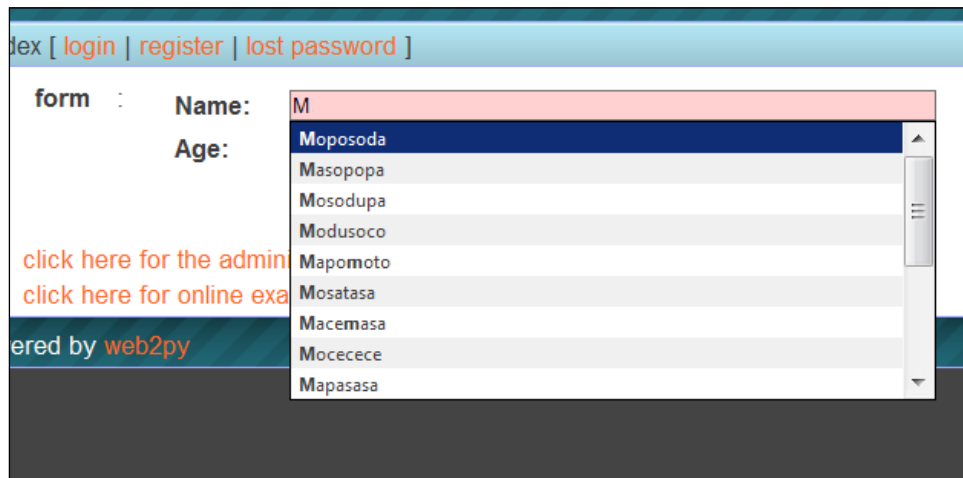 dex [ login | register | lost password ]
form : Name: M
Moposoda
Age:
Masopopa
Mosodupa
Modusoco
click here for the admini
Mapomoto
click here for online exa
Mosatasa
Macemasa
ered by web2py
Mocecece
Mapasasa